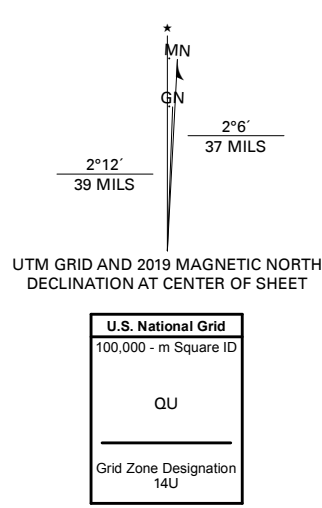 ★
MN
GN
2°6´
37 MILS
2°12´
39 MILS
UTM GRID AND 2019 MAGNETIC NORTH
DECLINATION AT CENTER OF SHEET
U.S. National Grid
100,000 - m Square ID
QU
Grid Zone Designation
14U